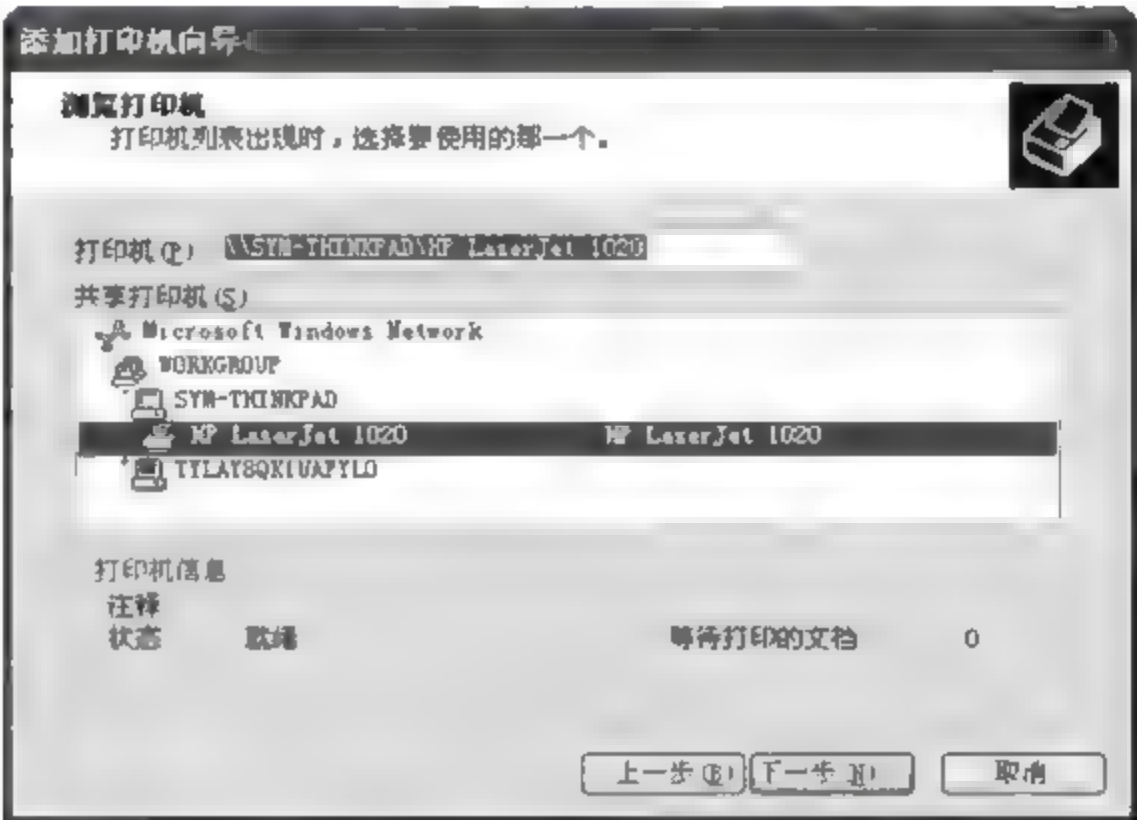 添加打印机向导
浏览打印机
打印机列表出现时，选择要使用的那一个。
打印机(P) \\SYM-THINKPAD\HP LaserJet 1020
共享打印机(S)
Microsoft Windows Network
WORKGROUP
SYM-THINKPAD
HP LaserJet 1020 HP LaserJet 1020
打印机信息
注释
状态 就绪 等待打印的文档 0
上一步(B) 下一步(N) 取消